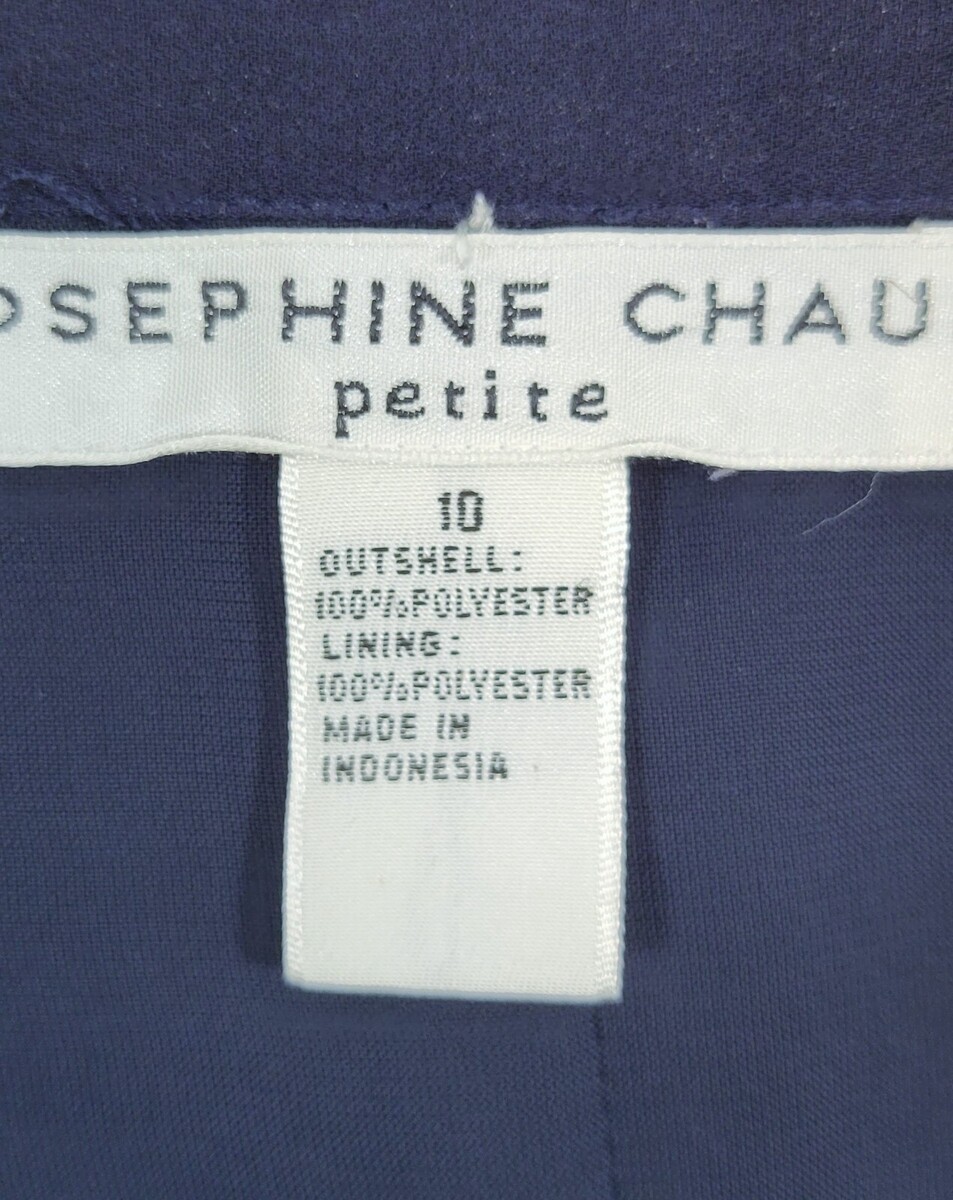 OSEPHINE CHAU
petite
10
OUTSHELL:
100%POLYESTER
LINING:
100%POLYESTER
MADE IN
INDONESIA